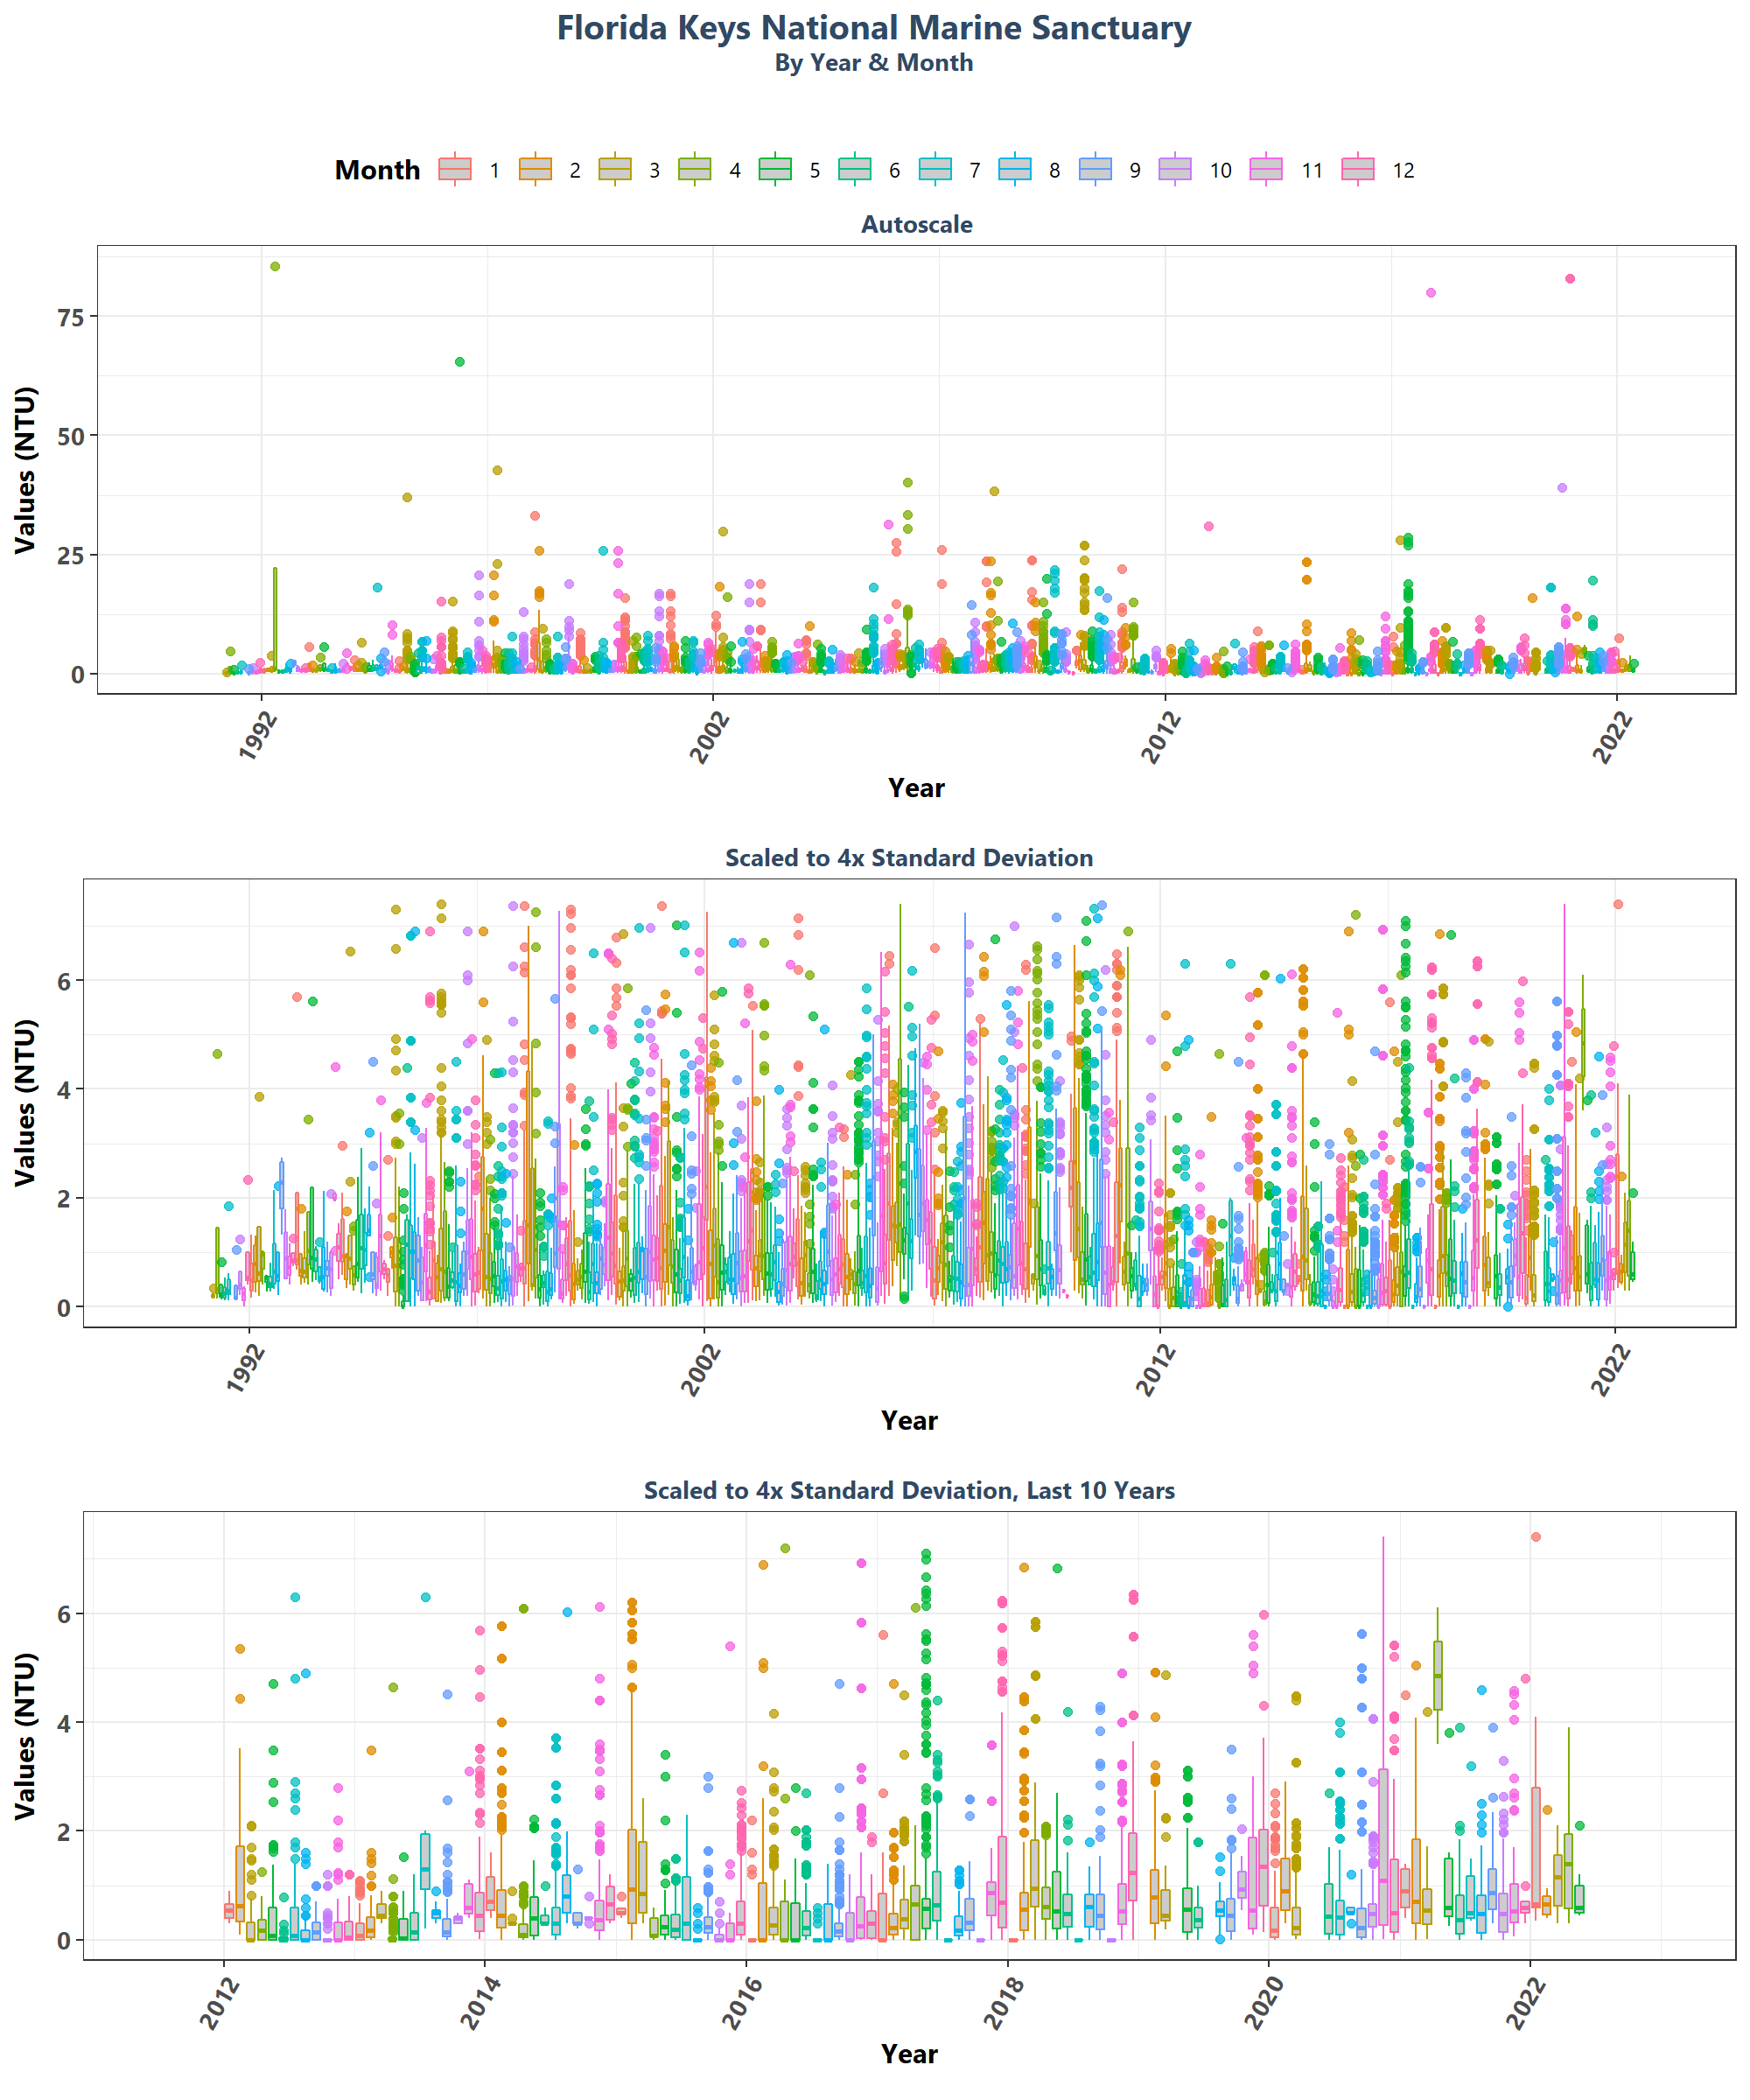 Florida Keys National Marine Sanctuary
By Year & Month
Month 1 2 3 4 5 6 7 8 9 10 11 12
Autoscale
Values (NTU)
75
50
25
0
1992 2002 2012 2022
Year
Scaled to 4x Standard Deviation
Values (NTU)
6
4
2
0
1992 2002 2012 2022
Year
Scaled to 4x Standard Deviation, Last 10 Years
Values (NTU)
6
4
2
0
2012 2014 2016 2018 2020 2022
Year